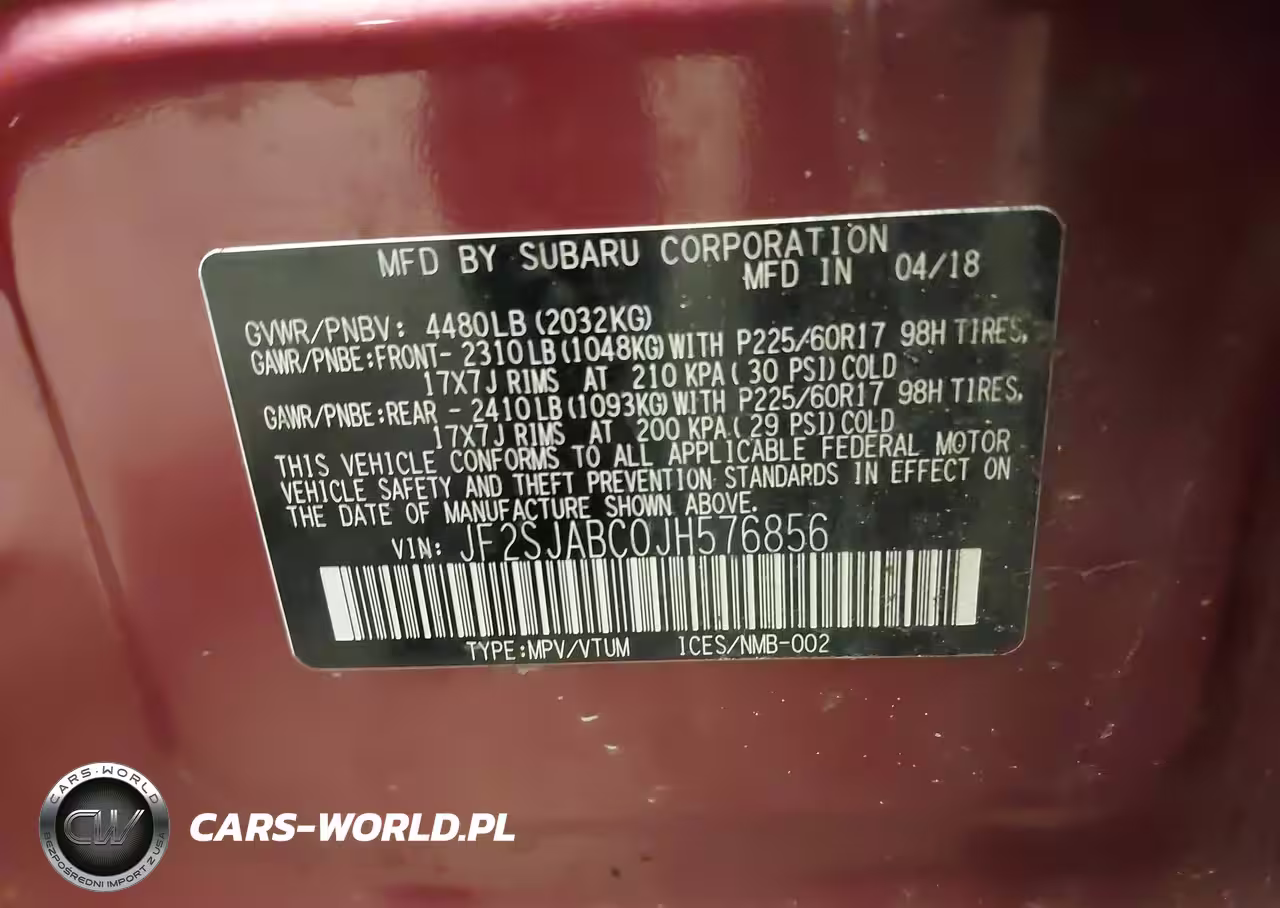 MFD BY SUBARU CORPORATION
MFD IN 04/18
GVWR/PNBV: 4480LB(2032KG)
GAWR/PNBE:FRONT- 2310LB(1048KG)WITH P225/60R17 98H TIRES,
17X7J RIMS AT 210 KPA( 30 PSI)COLD
GAWR/PNBE:REAR - 2410LB(1093KG)WITH P225/60R17 98H TIRES,
17X7J RIMS AT 200 KPA( 29 PSI)COLD
THIS VEHICLE CONFORMS TO ALL APPLICABLE FEDERAL MOTOR
VEHICLE SAFETY AND THEFT PREVENTION STANDARDS IN EFFECT ON
THE DATE OF MANUFACTURE SHOWN ABOVE.
VIN: JF2SJABC0JH576856
TYPE:MPV/VTUM ICES/NMB-002
CARS-WORLD
CW
BEZPOŚREDNI IMPORT Z USA
CARS-WORLD.PL